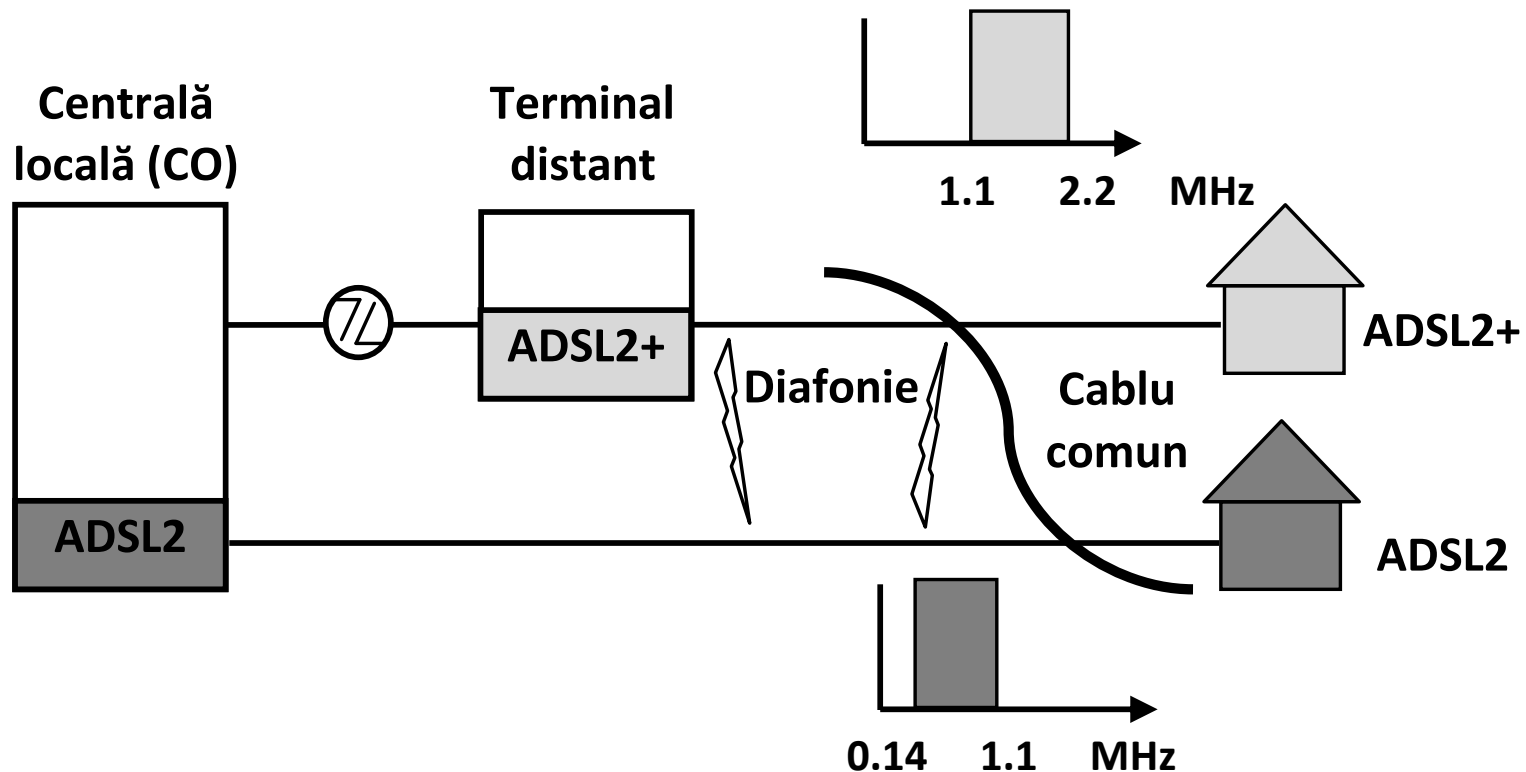 Centrală
locală (CO)
Terminal
distant
1.1 2.2 MHz
ADSL2+
ADSL2+
Diafonie
Cablu
comun
ADSL2
ADSL2
0.14 1.1 MHz